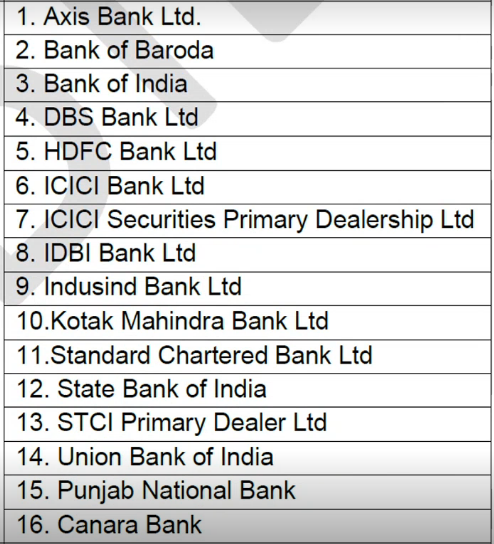 1. Axis Bank Ltd.
2. Bank of Baroda
3. Bank of India
4. DBS Bank Ltd
5. HDFC Bank Ltd
6. ICICI Bank Ltd
7. ICICI Securities Primary Dealership Ltd
8. IDBI Bank Ltd
9. Indusind Bank Ltd
10.Kotak Mahindra Bank Ltd
11.Standard Chartered Bank Ltd
12. State Bank of India
13. STCI Primary Dealer Ltd
14. Union Bank of India
15. Punjab National Bank
16. Canara Bank